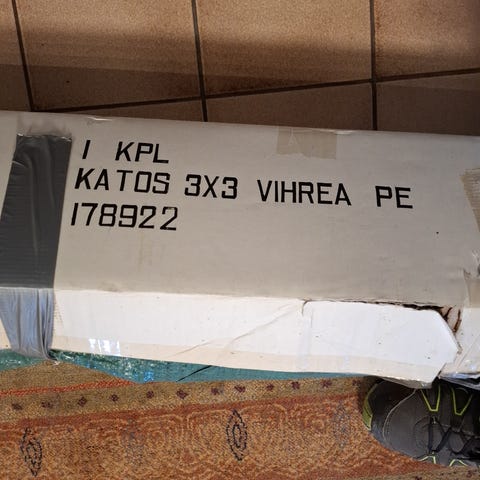 1 KPL
KATOS 3X3 VIHREA PE
178922